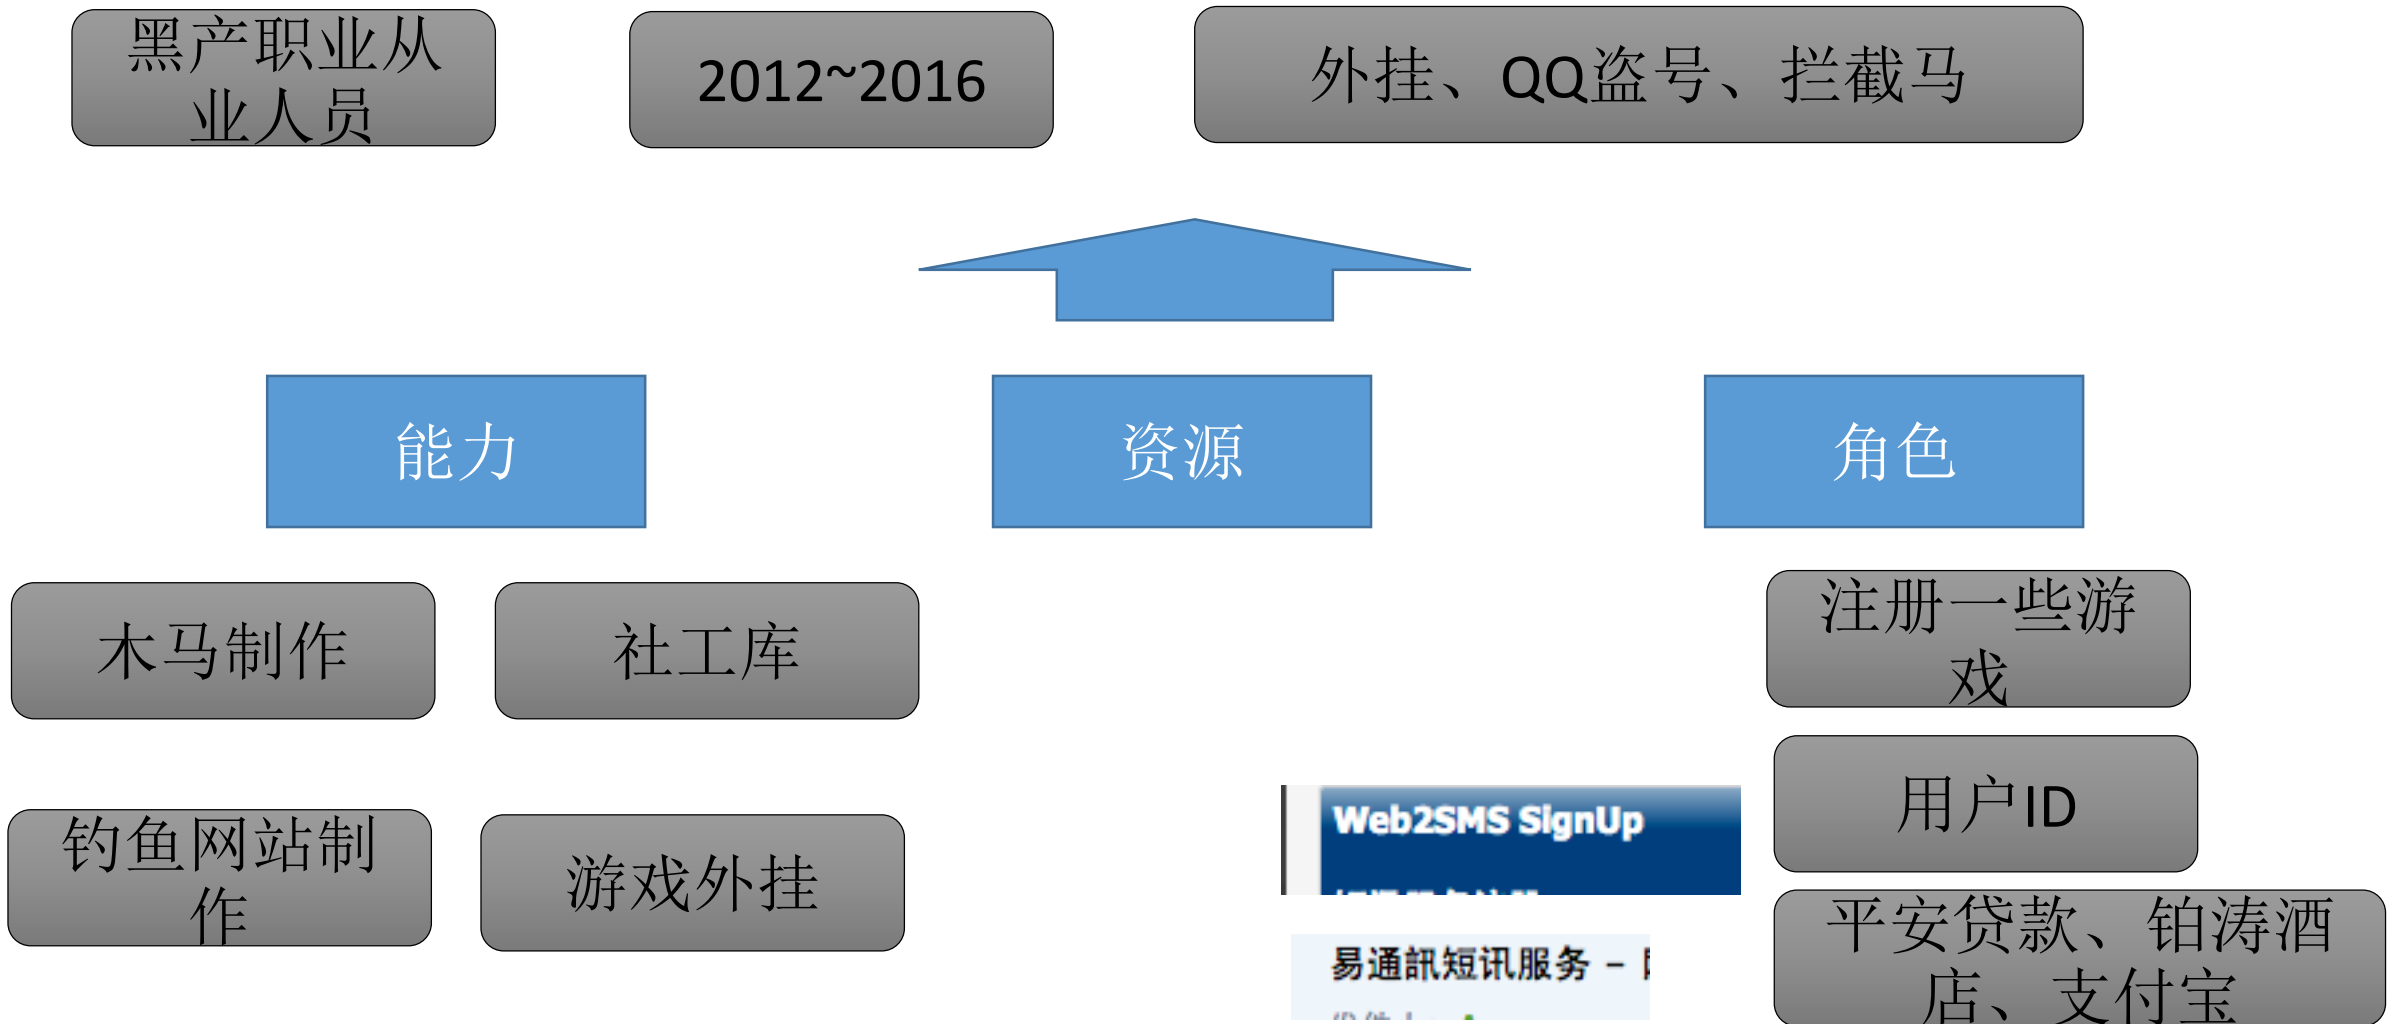 黑产职业从
业人员
2012~2016
外挂、QQ盗号、拦截马
能力
资源
角色
木马制作
社工库
注册一些游
戏
用户ID
钓鱼网站制
作
游戏外挂
Web2SMS SignUp
易通訊短讯服务 –
平安贷款、铂涛酒
店、支付宝